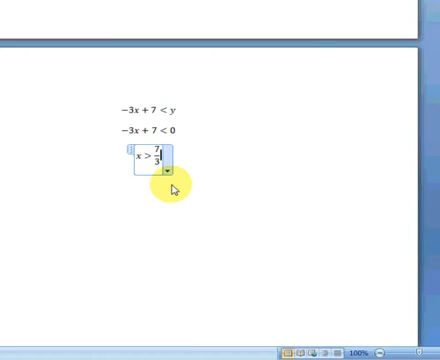 −3x + 7 < y
−3x + 7 < 0
x > 7/3
100%